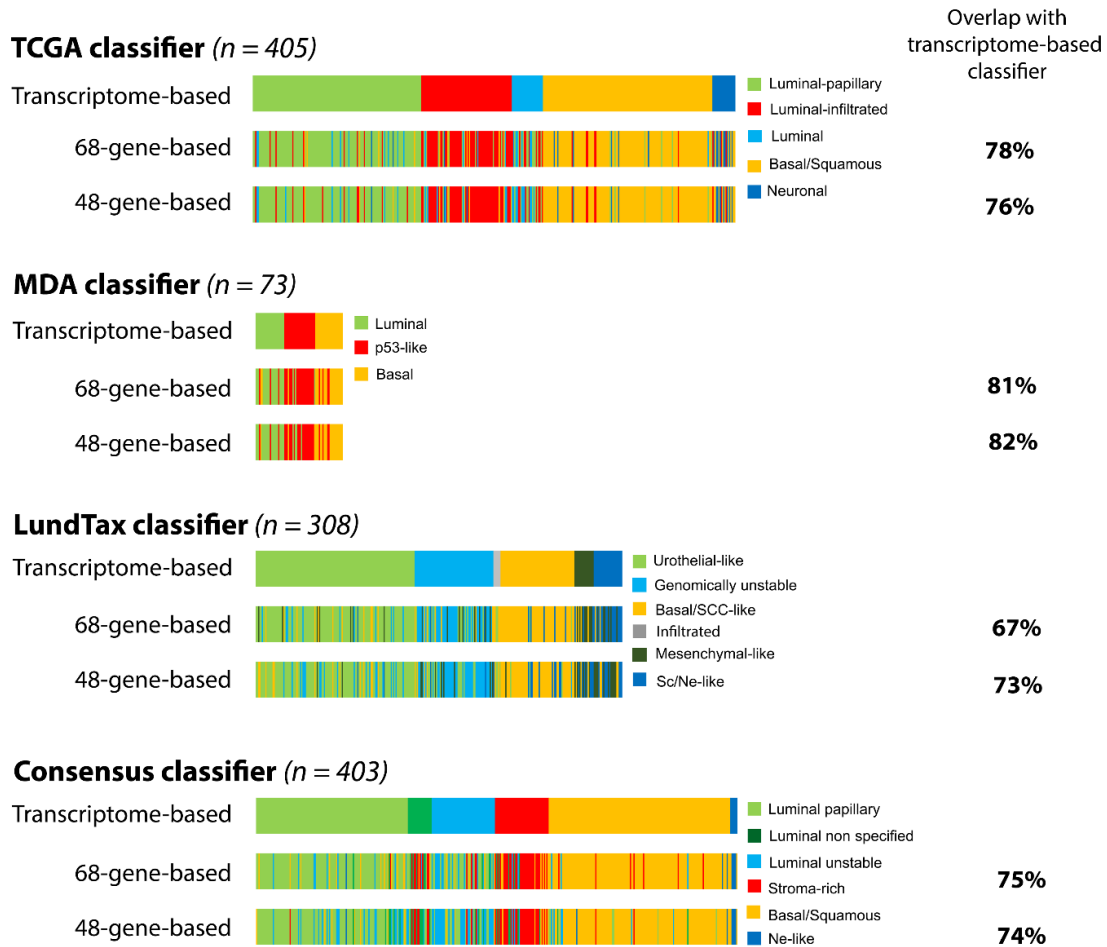 Overlap with
transcriptome-based
classifier
TCGA classifier (n = 405)
Transcriptome-based
Luminal-papillary
Luminal-infiltrated
Luminal
Basal/Squamous
Neuronal
68-gene-based
78%
48-gene-based
76%
MDA classifier (n = 73)
Transcriptome-based
Luminal
p53-like
Basal
68-gene-based
81%
48-gene-based
82%
LundTax classifier (n = 308)
Transcriptome-based
Urothelial-like
Genomically unstable
Basal/SCC-like
Infiltrated
Mesenchymal-like
Sc/Ne-like
68-gene-based
67%
48-gene-based
73%
Consensus classifier (n = 403)
Transcriptome-based
Luminal papillary
Luminal non specified
Luminal unstable
Stroma-rich
Basal/Squamous
Ne-like
68-gene-based
75%
48-gene-based
74%